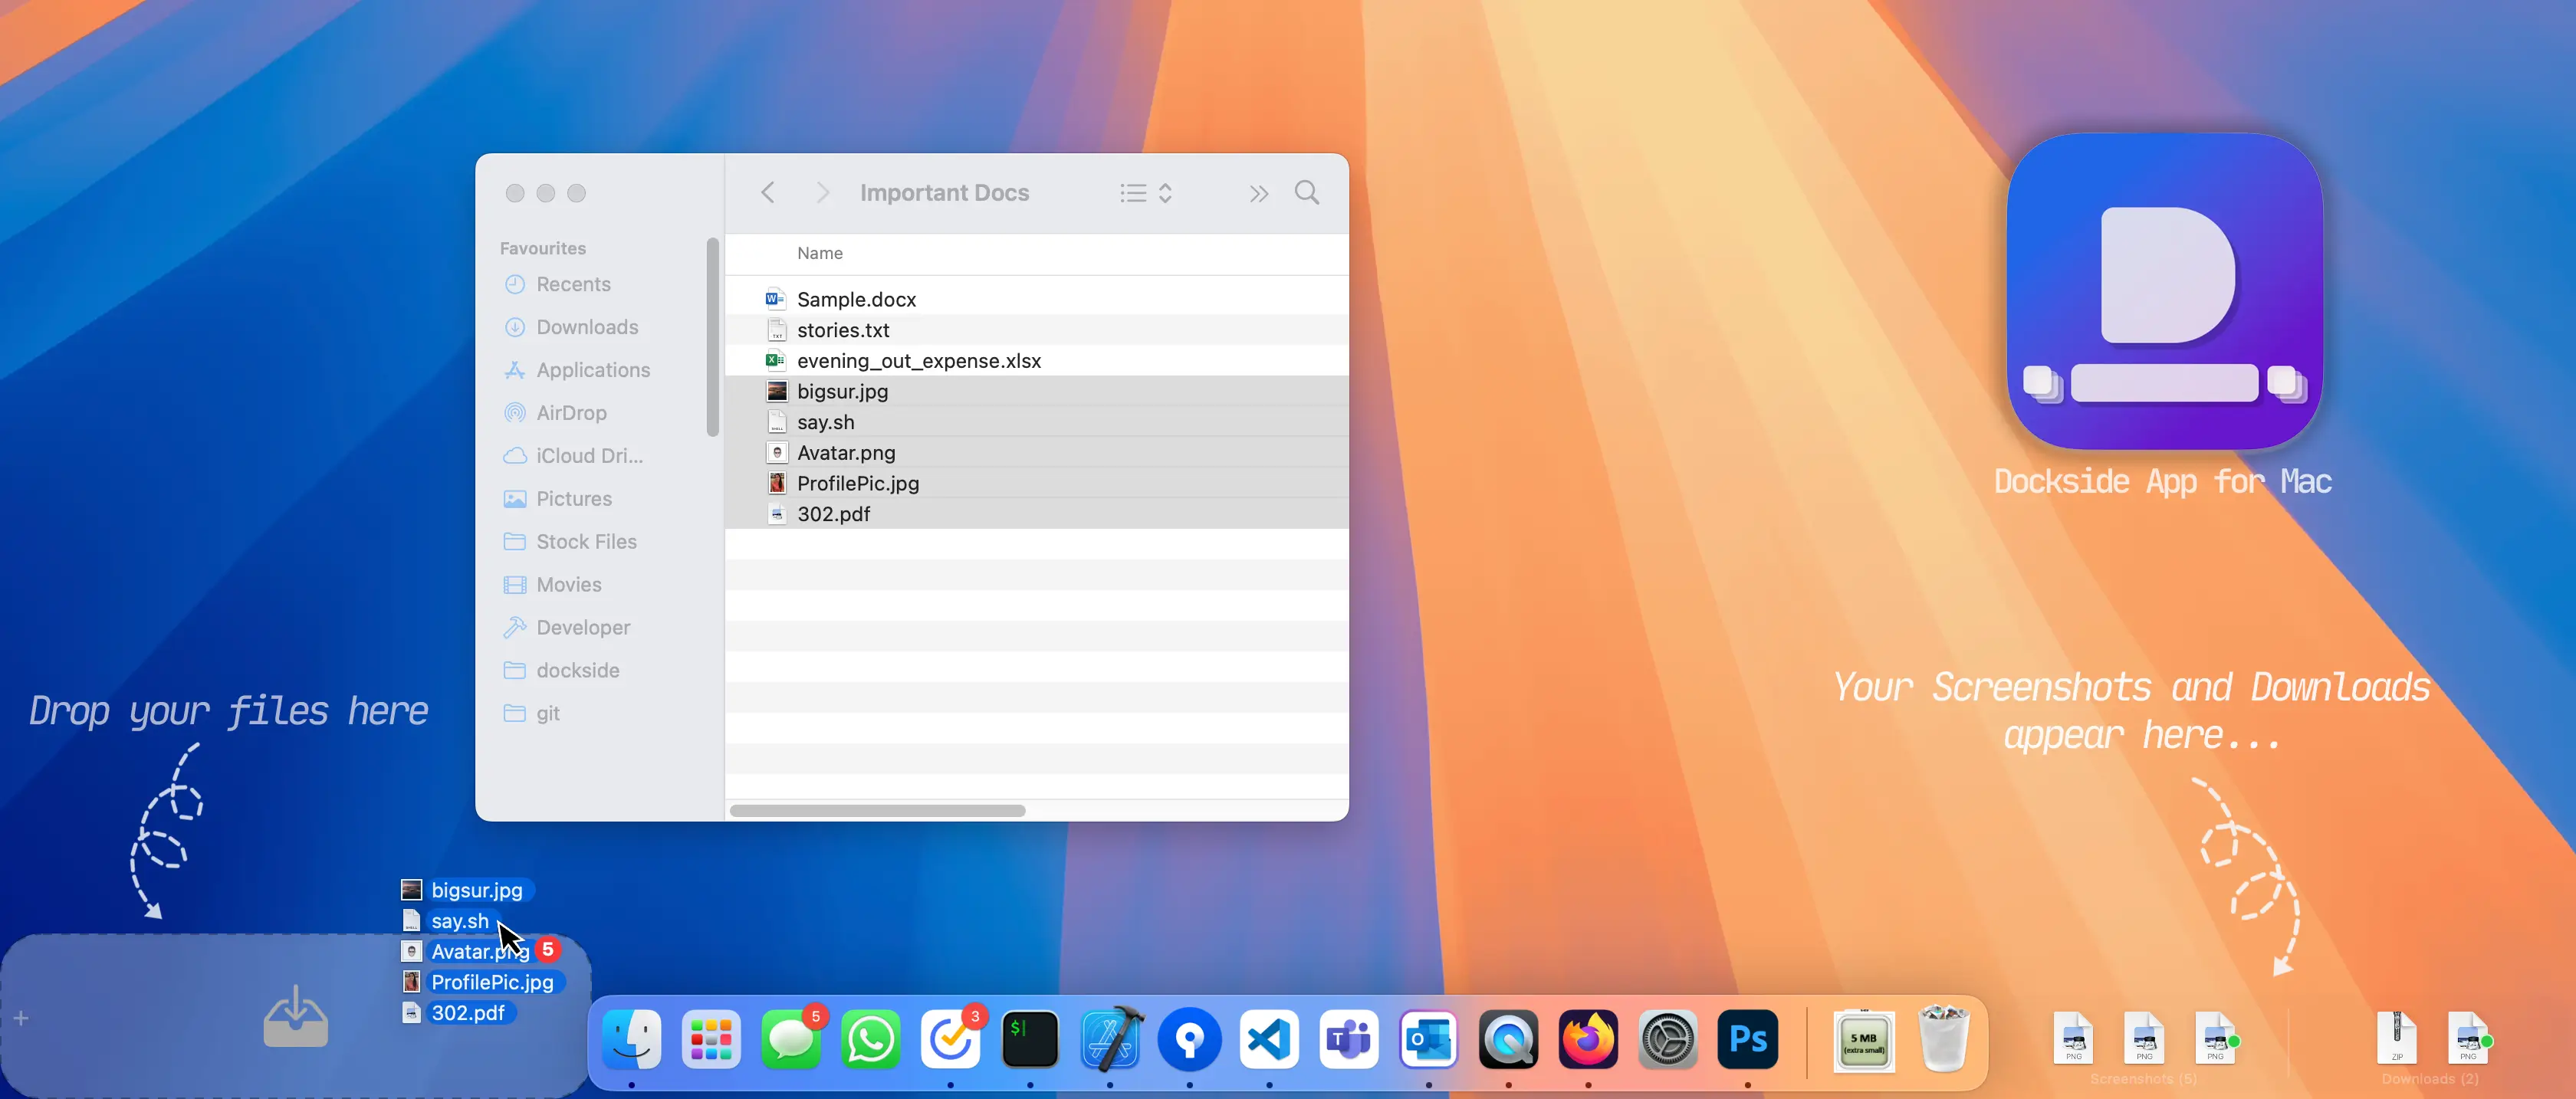 Important Docs
Favourites
Recents
Downloads
Applications
AirDrop
iCloud Dri...
Pictures
Stock Files
Movies
Developer
dockside
git
Name
Sample.docx
stories.txt
evening_out_expense.xlsx
bigsur.jpg
say.sh
Avatar.png
ProfilePic.jpg
302.pdf
Dockside App for Mac
Drop your files here
Your Screenshots and Downloads
appear here...
bigsur.jpg
say.sh
Avatar.png 5
ProfilePic.jpg
302.pdf
5
3
$
T
O
Ps
5 MB
(extra small)
PNG
PNG
PNG
Screenshots (5)
ZIP
PNG
Downloads (2)